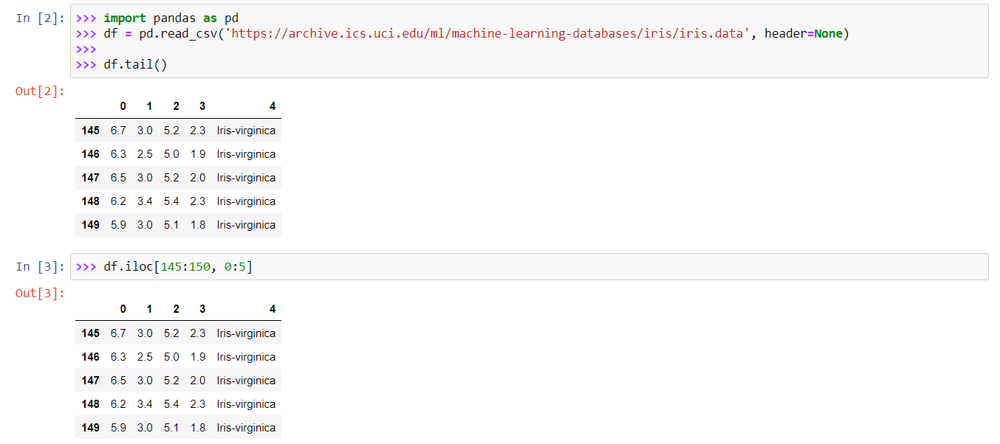 In [2]: >>> import pandas as pd
>>> df = pd.read_csv('https://archive.ics.uci.edu/ml/machine-learning-databases/iris/iris.data', header=None)
>>>
>>> df.tail()
Out[2]:
0 1 2 3 4
145 6.7 3.0 5.2 2.3 Iris-virginica
146 6.3 2.5 5.0 1.9 Iris-virginica
147 6.5 3.0 5.2 2.0 Iris-virginica
148 6.2 3.4 5.4 2.3 Iris-virginica
149 5.9 3.0 5.1 1.8 Iris-virginica
In [3]: >>> df.iloc[145:150, 0:5]
Out[3]:
0 1 2 3 4
145 6.7 3.0 5.2 2.3 Iris-virginica
146 6.3 2.5 5.0 1.9 Iris-virginica
147 6.5 3.0 5.2 2.0 Iris-virginica
148 6.2 3.4 5.4 2.3 Iris-virginica
149 5.9 3.0 5.1 1.8 Iris-virginica